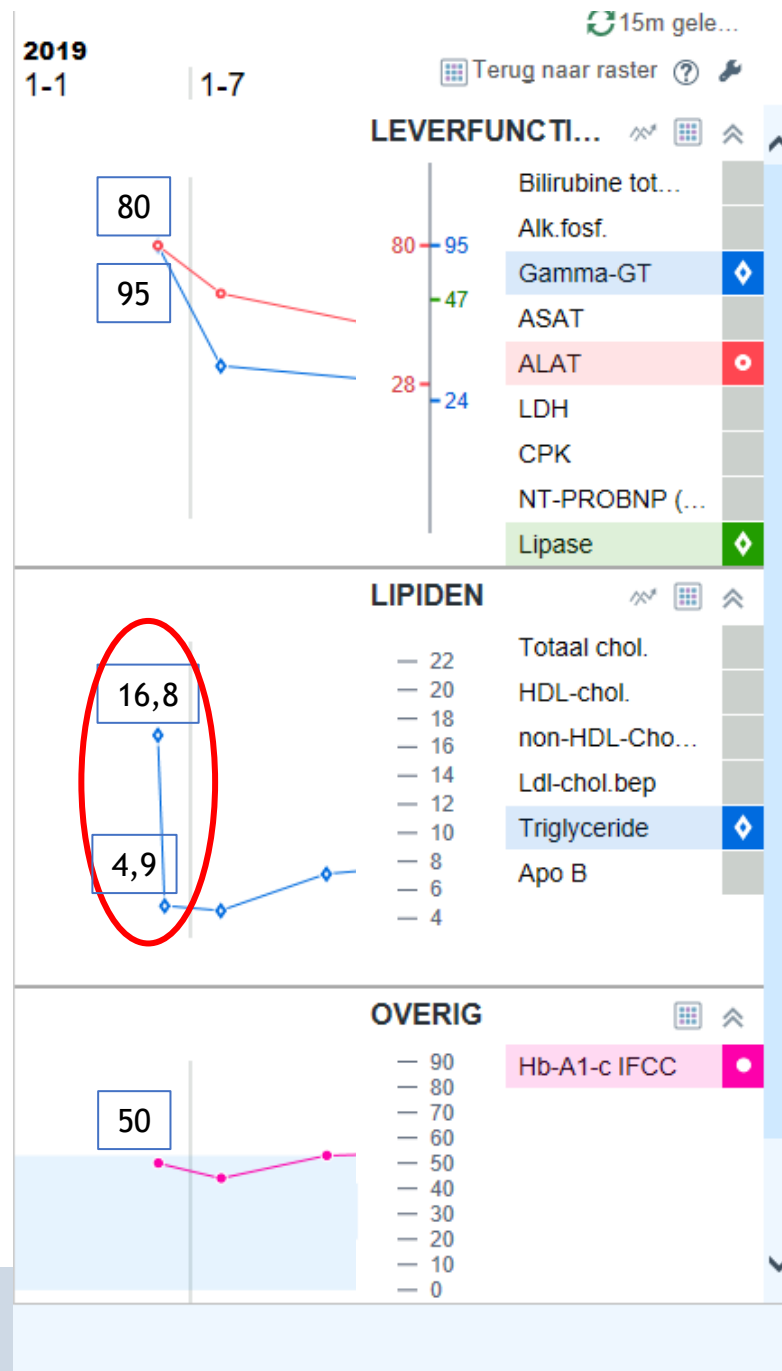 15m gele...
2019
1-1 1-7
Terug naar raster ?
LEVERFUNCTI...
Bilirubine tot...
Alk.fosf.
Gamma-GT
ASAT
ALAT
LDH
CPK
NT-PROBNP (...
Lipase
80
95
80 95
47
28
24
LIPIDEN
Totaal chol.
HDL-chol.
non-HDL-Cho...
Ldl-chol.bep
Triglyceride
Apo B
22
20
18
16
14
12
10
8
6
4
16,8
4,9
OVERIG
Hb-A1-c IFCC
90
80
70
60
50
40
30
20
10
0
50